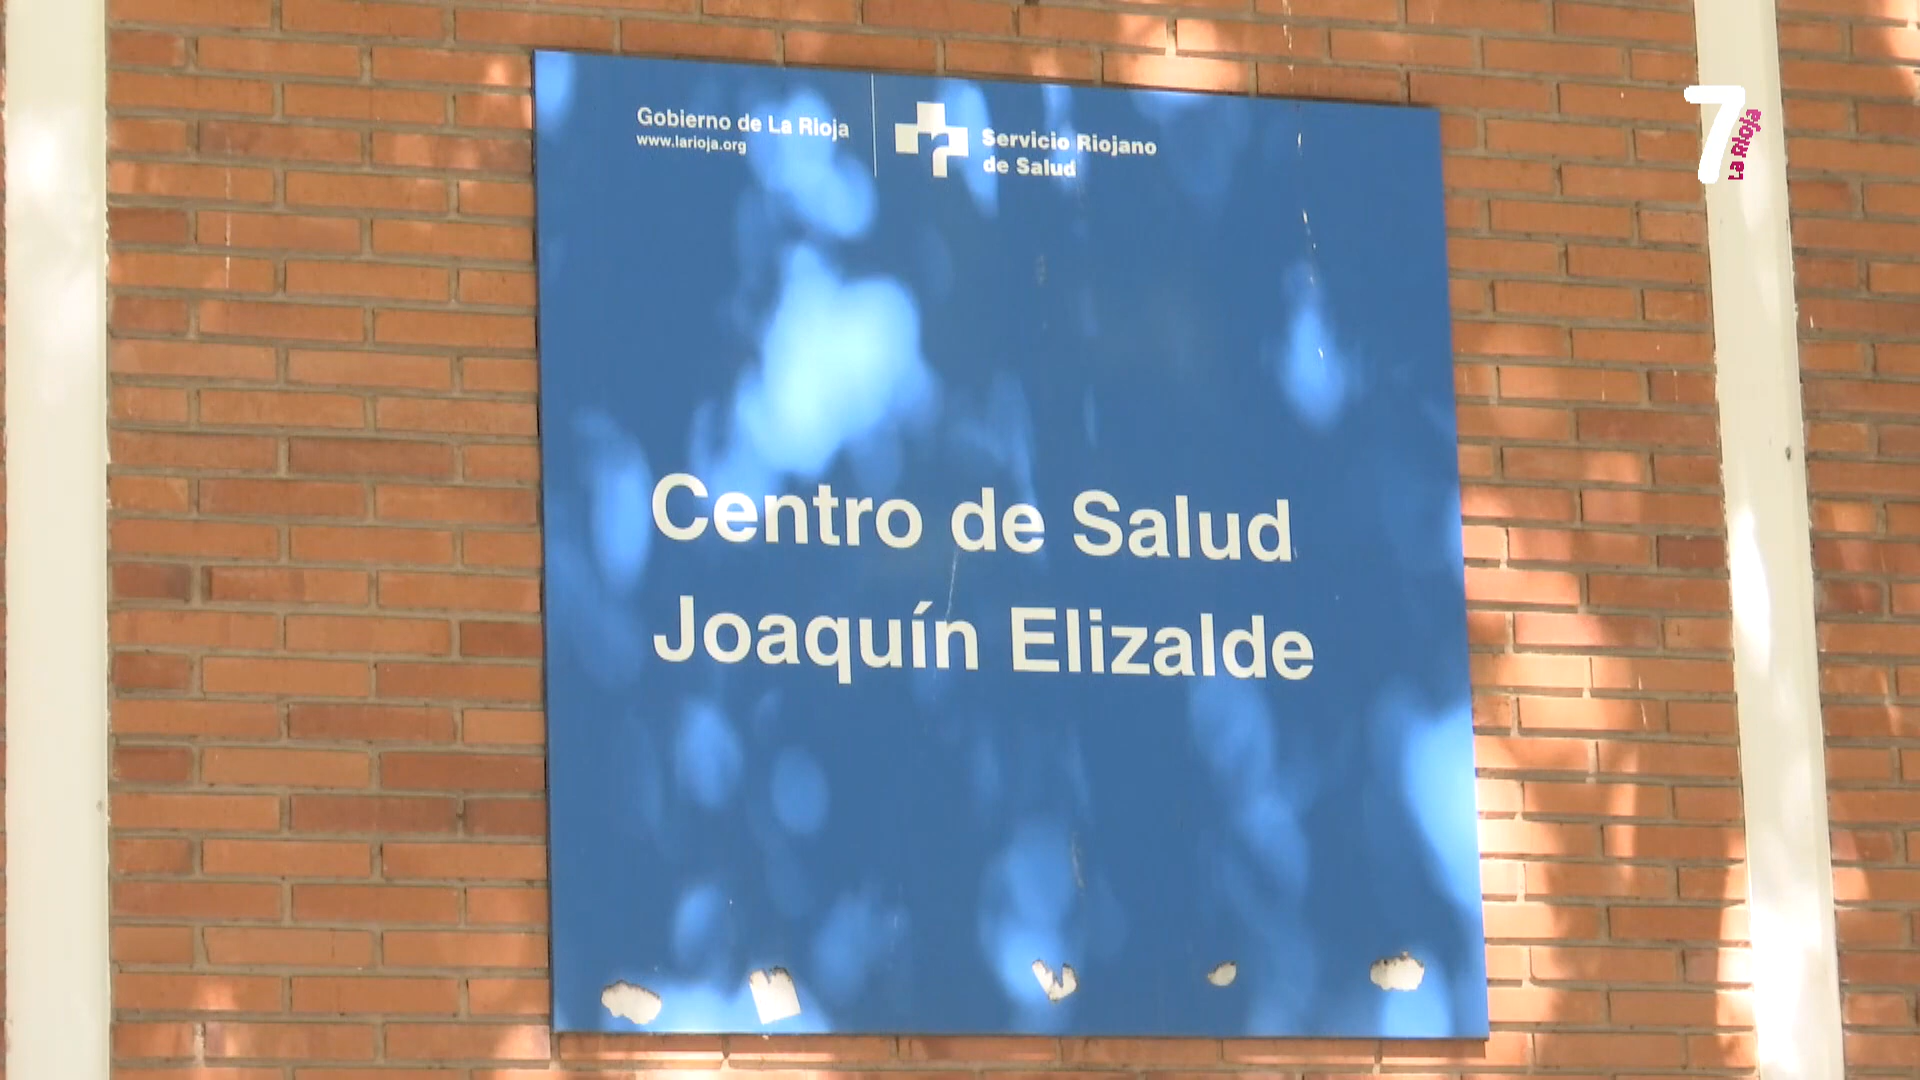 Gobierno de La Rioja
www.larioja.org
Servicio Riojano
de Salud
Centro de Salud
Joaquín Elizalde
7
La Rioja